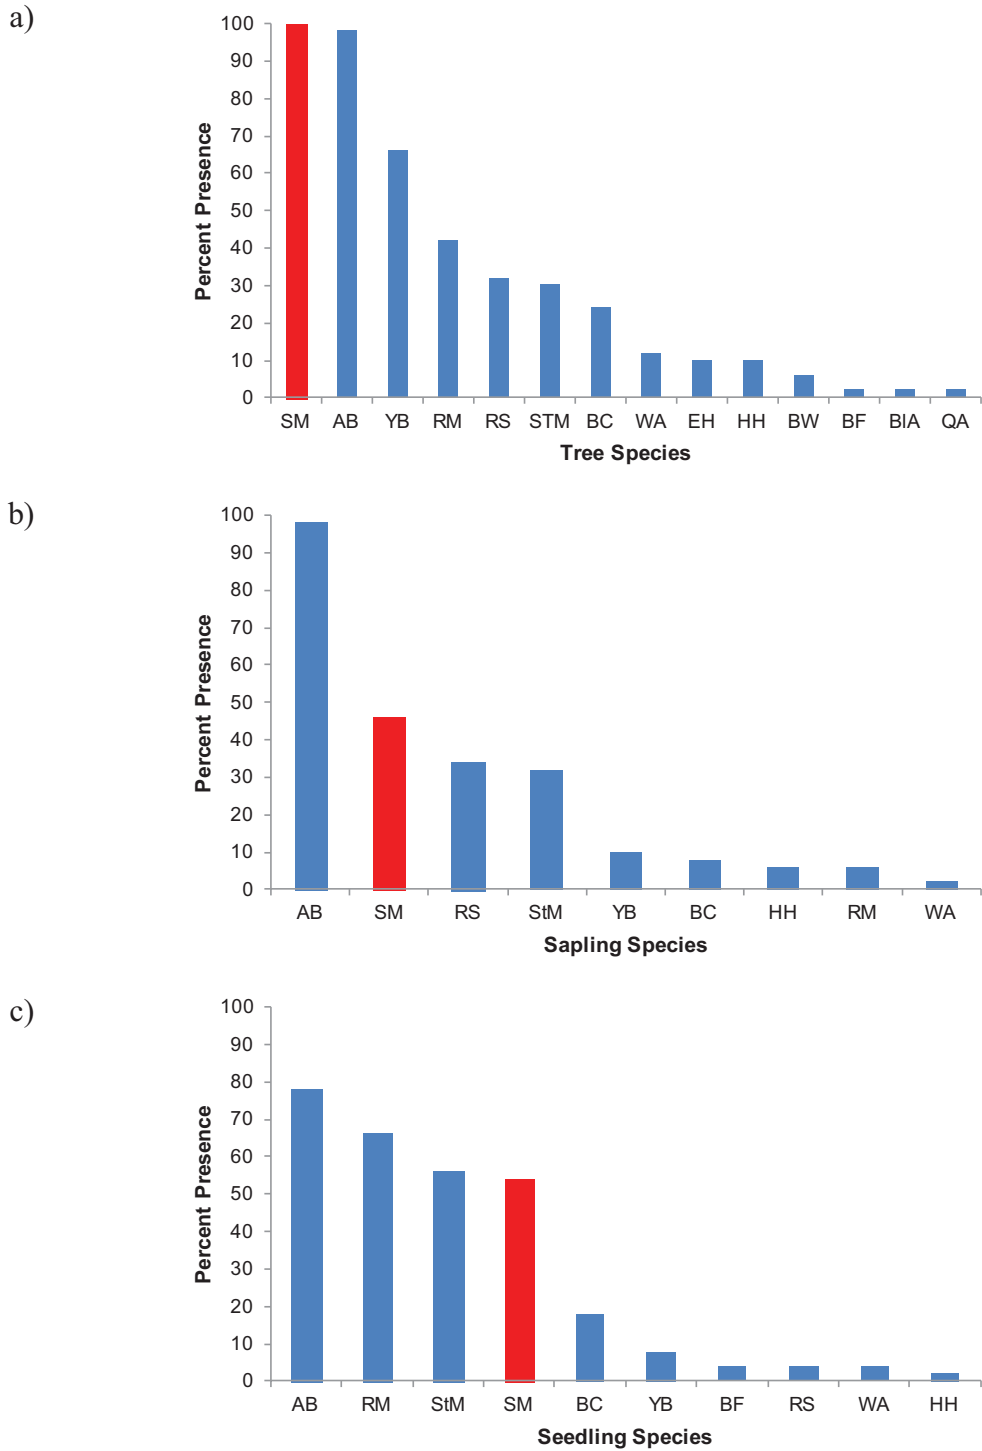 a)
100
90
80
70
60
50
40
30
20
10
0
Percent Presence
SM AB YB RM RS STM BC WA EH HH BW BF BIA QA
Tree Species
b)
100
90
80
70
60
50
40
30
20
10
0
Percent Presence
AB SM RS StM YB BC HH RM WA
Sapling Species
c)
100
90
80
70
60
50
40
30
20
10
0
Percent Presence
AB RM StM SM BC YB BF RS WA HH
Seedling Species